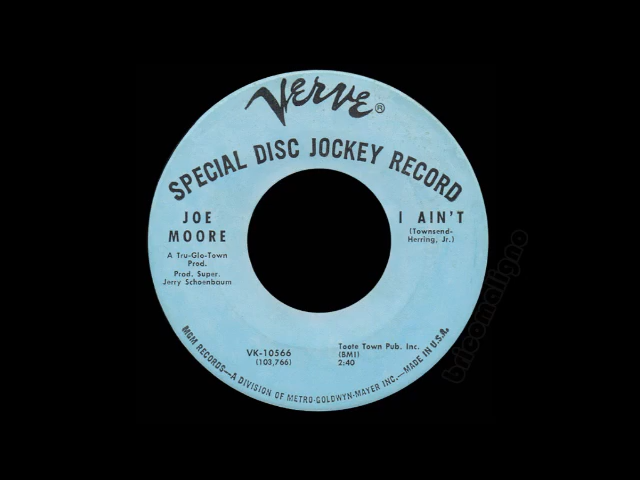 Verve®
SPECIAL DISC JOCKEY RECORD
JOE
MOORE
A Tru-Glo-Town
Prod.
Prod. Super.
Jerry Schoenbaum
I AIN'T
(Townsend-
Herring, Jr.)
VK-10566
(103,766)
Toote Town Pub. Inc.
(BMI)
2:40
MGM RECORDS—A DIVISION OF METRO-GOLDWYN-MAYER INC.—MADE IN U.S.A.
bricomaligno